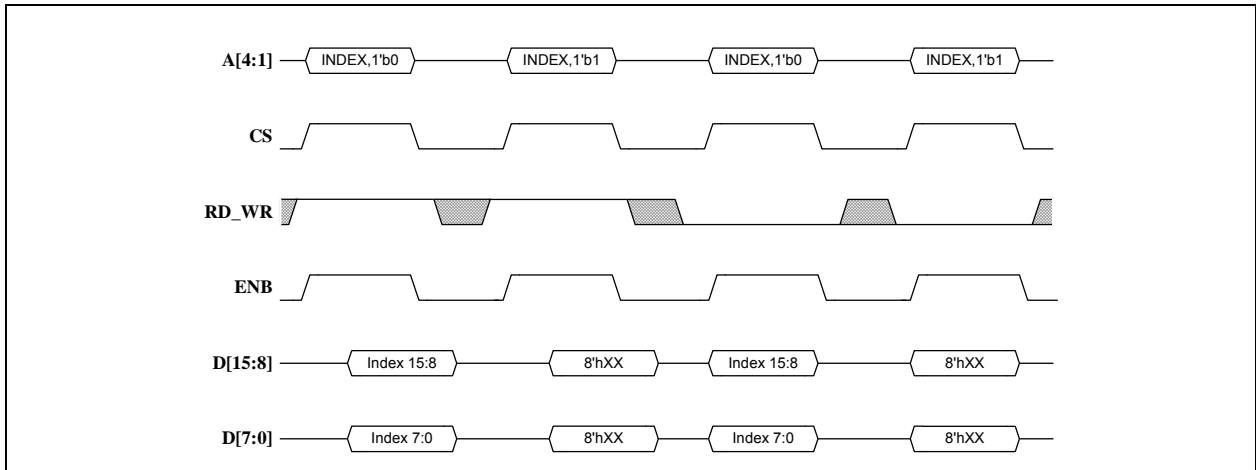 A[4:1] INDEX,1'b0 INDEX,1'b1 INDEX,1'b0 INDEX,1'b1
CS
RD_WR
ENB
D[15:8] Index 15:8 8'hXX Index 15:8 8'hXX
D[7:0] Index 7:0 8'hXX Index 7:0 8'hXX